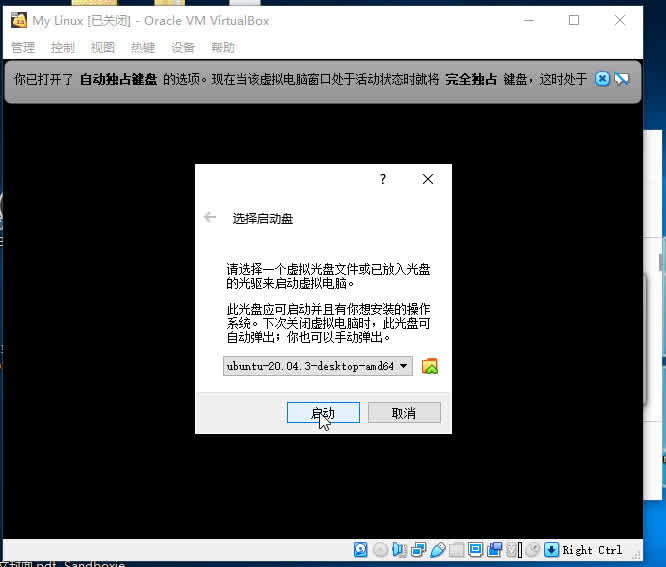 My Linux [已关闭] - Oracle VM VirtualBox
管理 控制 视图 热键 设备 帮助
你已打开了 自动独占键盘 的选项。现在当该虚拟电脑窗口处于活动状态时就将 完全独占 键盘，这时处于
?
选择启动盘
请选择一个虚拟光盘文件或已放入光盘
的光驱来启动虚拟电脑。
此光盘应可启动并且有你想安装的操作
系统。下次关闭虚拟电脑时，此光盘可
自动弹出；你也可以手动弹出。
ubuntu-20.04.3-desktop-amd64
启动 取消
Right Ctrl
封面.pdf Sandboxie